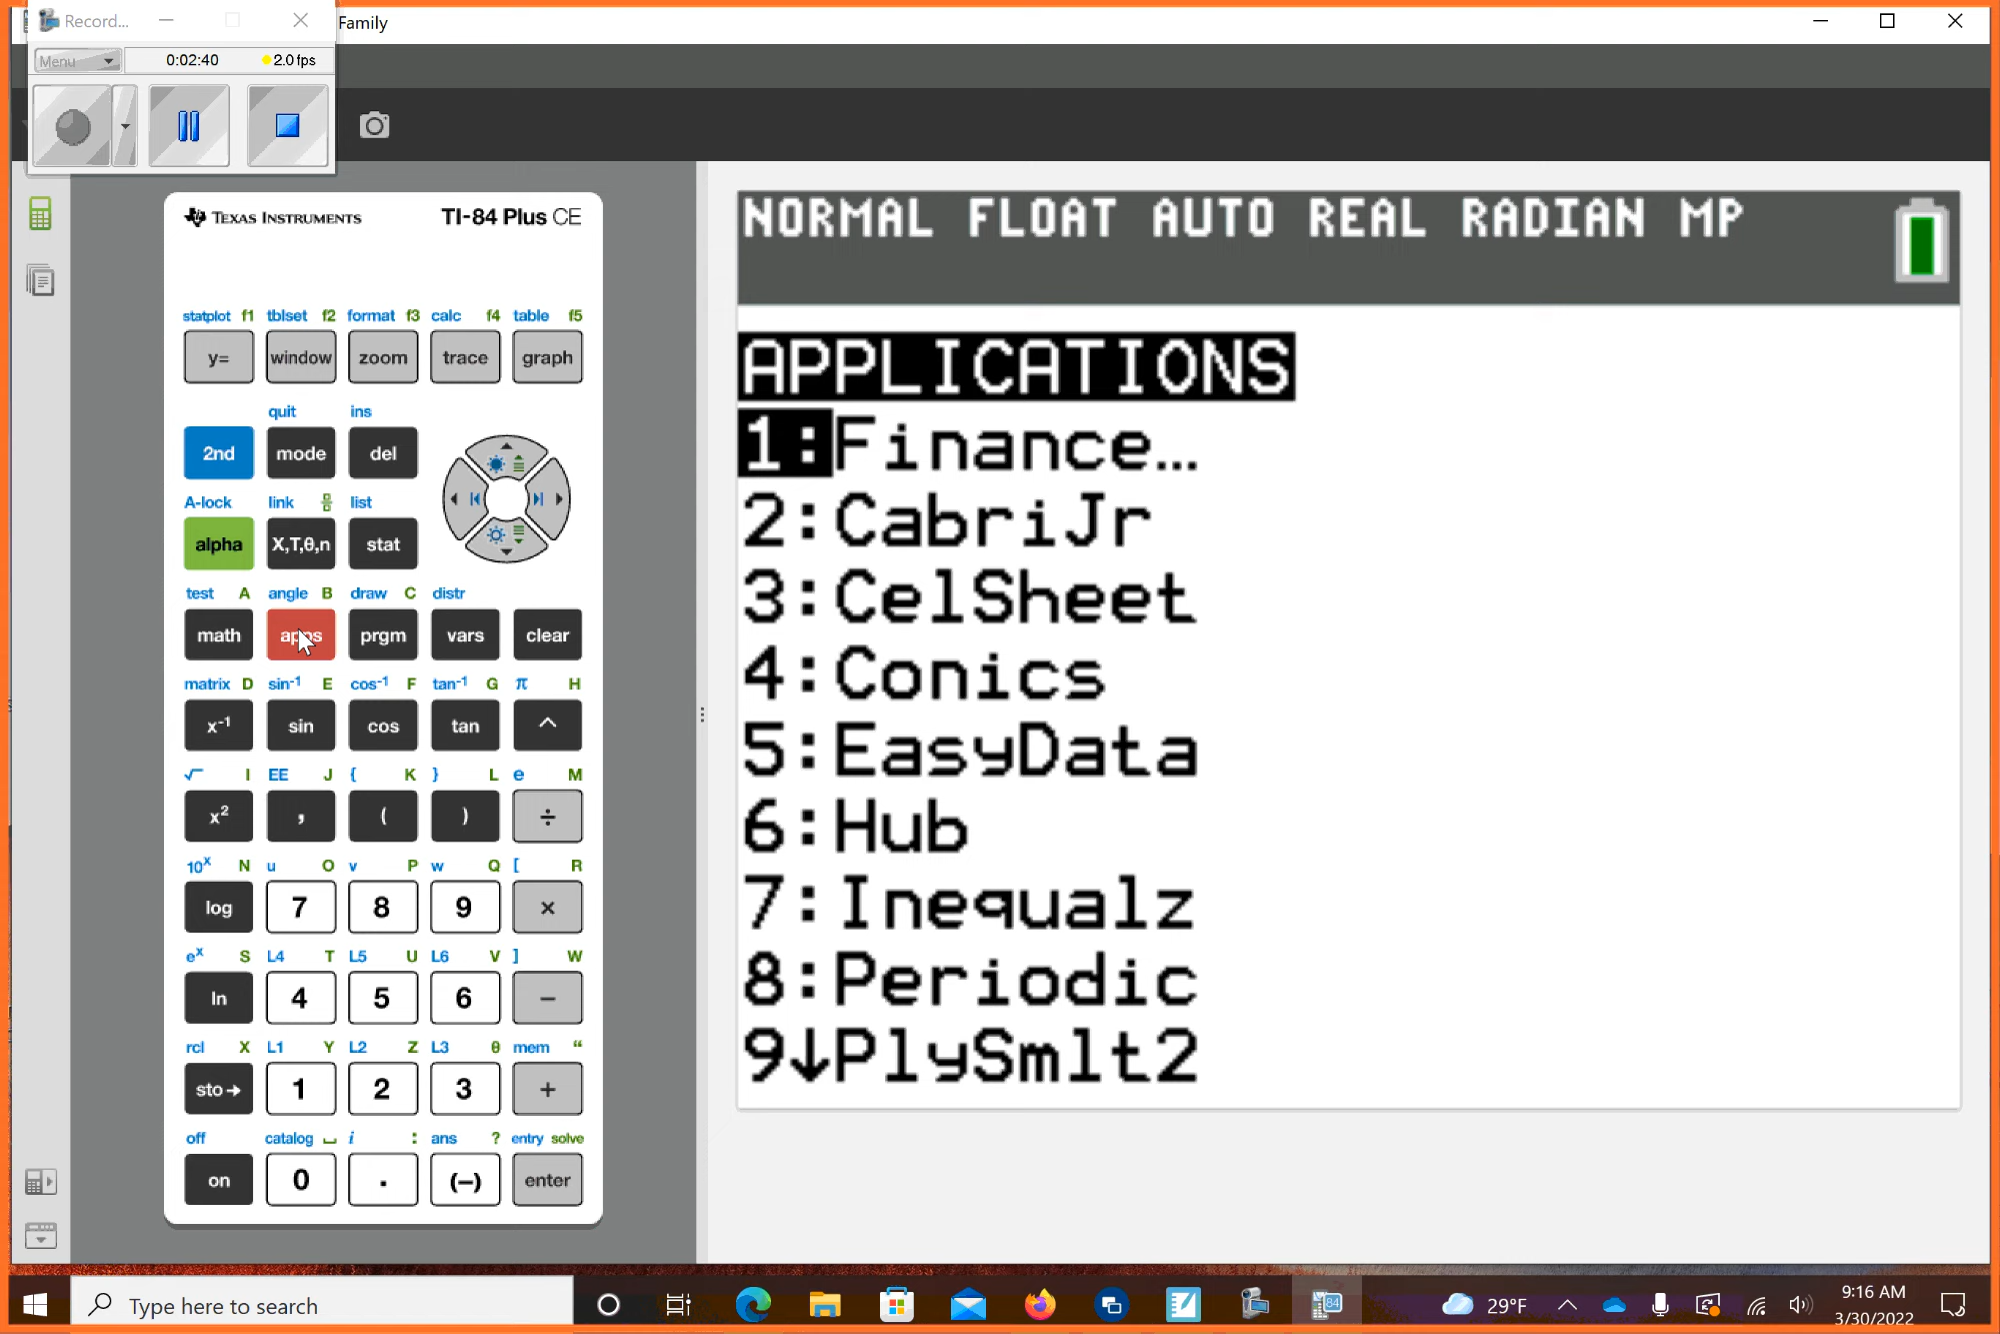 Record...
Family
Menu
0:02:40
2.0 fps
TEXAS INSTRUMENTS
TI-84 Plus CE
statplot f1 tblset f2 format f3 calc f4 table f5
y= window zoom trace graph
quit ins
2nd mode del
A-lock link list
alpha X,T,θ,n stat
test A angle B draw C distr
math apps prgm vars clear
matrix D sin⁻¹ E cos⁻¹ F tan⁻¹ G π H
x⁻¹ sin cos tan ^
√ I EE J { K } L e M
x² , ( ) ÷
10ˣ N u O v P w Q [ R
log 7 8 9 ×
eˣ S L4 T L5 U L6 V ] W
ln 4 5 6 −
rcl X L1 Y L2 Z L3 θ mem “
sto→ 1 2 3 +
off catalog ⎵ i : ans ? entry solve
on 0 . (−) enter
NORMAL FLOAT AUTO REAL RADIAN MP
APPLICATIONS
1:Finance…
2:CabriJr
3:CelSheet
4:Conics
5:EasyData
6:Hub
7:Inequalz
8:Periodic
9↓PlySmlt2
Type here to search
84
29°F
9:16 AM
3/30/2022